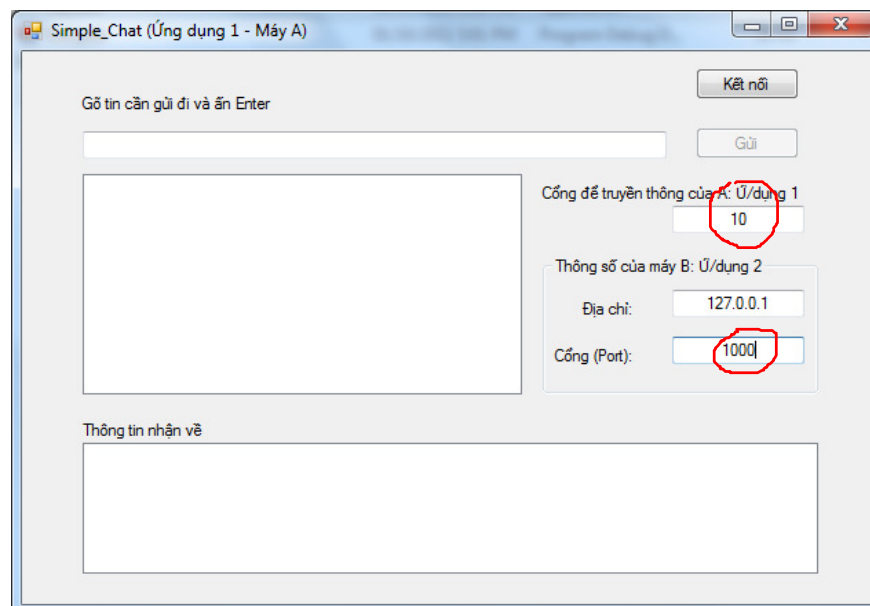 Simple_Chat (Ứng dụng 1 - Máy A)
Kết nối
Gõ tin cần gửi đi và ấn Enter
Gửi
Cổng để truyền thông của A: Ứ/dụng 1
10
Thông số của máy B: Ứ/dụng 2
Địa chỉ:
127.0.0.1
Cổng (Port):
1000
Thông tin nhận về